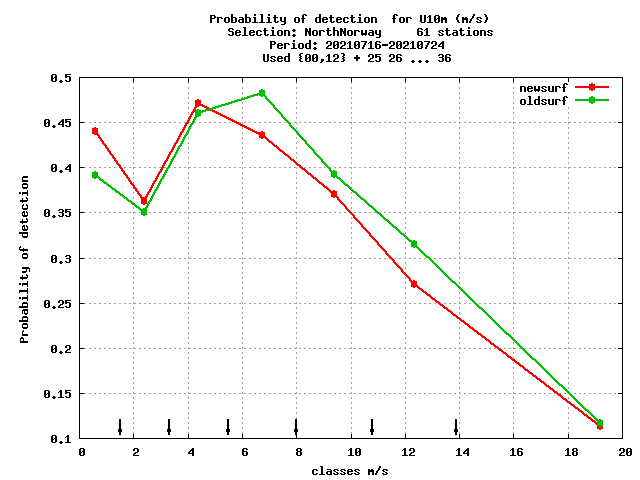 Probability of detection  for U10m (m/s)
Selection: NorthNorway     61 stations
Period: 20210716-20210724
Used {00,12} + 25 26 ... 36
newsurf
oldsurf
0.5
0.45
0.4
0.35
0.3
0.25
0.2
0.15
0.1
Probability of detection
0 2 4 6 8 10 12 14 16 18 20
classes m/s